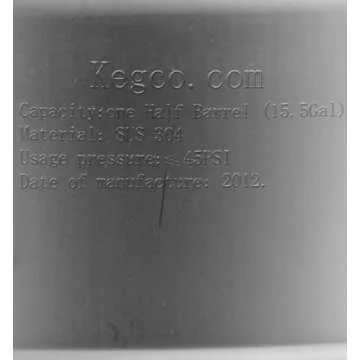 Kegco.com
Capacity:one Half Barrel (15.5Gal)
Material: SUS 304
Usage pressure:≤45PSI
Date of manufacture: 2012.